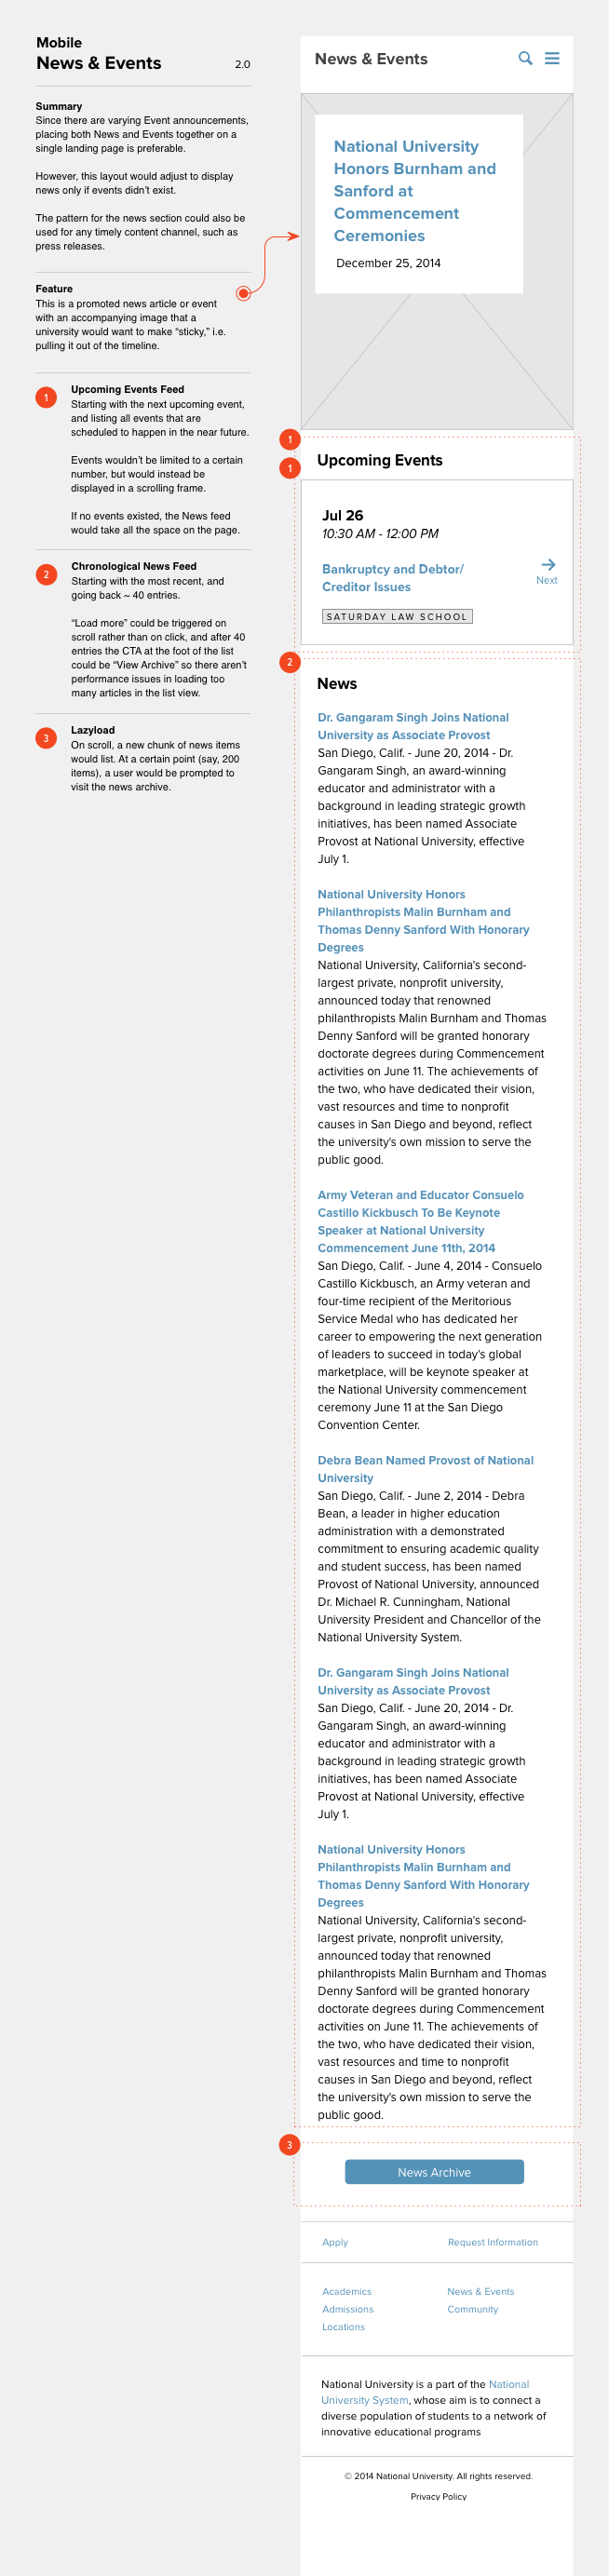 Mobile
News & Events
2.0
Summary
Since there are varying Event announcements,
placing both News and Events together on a
single landing page is preferable.
However, this layout would adjust to display
news only if events didn’t exist.
The pattern for the news section could also be
used for any timely content channel, such as
press releases.
Feature
This is a promoted news article or event
with an accompanying image that a
university would want to make “sticky,” i.e.
pulling it out of the timeline.
1
Upcoming Events Feed
Starting with the next upcoming event,
and listing all events that are
scheduled to happen in the near future.
Events wouldn’t be limited to a certain
number, but would instead be
displayed in a scrolling frame.
If no events existed, the News feed
would take all the space on the page.
2
Chronological News Feed
Starting with the most recent, and
going back ~ 40 entries.
“Load more” could be triggered on
scroll rather than on click, and after 40
entries the CTA at the foot of the list
could be “View Archive” so there aren’t
performance issues in loading too
many articles in the list view.
3
Lazyload
On scroll, a new chunk of news items
would list. At a certain point (say, 200
items), a user would be prompted to
visit the news archive.
News & Events
National University
Honors Burnham and
Sanford at
Commencement
Ceremonies
December 25, 2014
1
1
Upcoming Events
Jul 26
10:30 AM - 12:00 PM
Bankruptcy and Debtor/
Creditor Issues
Next
SATURDAY LAW SCHOOL
2
News
Dr. Gangaram Singh Joins National
University as Associate Provost
San Diego, Calif. - June 20, 2014 - Dr.
Gangaram Singh, an award-winning
educator and administrator with a
background in leading strategic growth
initiatives, has been named Associate
Provost at National University, effective
July 1.
National University Honors
Philanthropists Malin Burnham and
Thomas Denny Sanford With Honorary
Degrees
National University, California's second-
largest private, nonprofit university,
announced today that renowned
philanthropists Malin Burnham and Thomas
Denny Sanford will be granted honorary
doctorate degrees during Commencement
activities on June 11. The achievements of
the two, who have dedicated their vision,
vast resources and time to nonprofit
causes in San Diego and beyond, reflect
the university's own mission to serve the
public good.
Army Veteran and Educator Consuelo
Castillo Kickbusch To Be Keynote
Speaker at National University
Commencement June 11th, 2014
San Diego, Calif. - June 4, 2014 - Consuelo
Castillo Kickbusch, an Army veteran and
four-time recipient of the Meritorious
Service Medal who has dedicated her
career to empowering the next generation
of leaders to succeed in today's global
marketplace, will be keynote speaker at
the National University commencement
ceremony June 11 at the San Diego
Convention Center.
Debra Bean Named Provost of National
University
San Diego, Calif. - June 2, 2014 - Debra
Bean, a leader in higher education
administration with a demonstrated
commitment to ensuring academic quality
and student success, has been named
Provost of National University, announced
Dr. Michael R. Cunningham, National
University President and Chancellor of the
National University System.
Dr. Gangaram Singh Joins National
University as Associate Provost
San Diego, Calif. - June 20, 2014 - Dr.
Gangaram Singh, an award-winning
educator and administrator with a
background in leading strategic growth
initiatives, has been named Associate
Provost at National University, effective
July 1.
National University Honors
Philanthropists Malin Burnham and
Thomas Denny Sanford With Honorary
Degrees
National University, California's second-
largest private, nonprofit university,
announced today that renowned
philanthropists Malin Burnham and Thomas
Denny Sanford will be granted honorary
doctorate degrees during Commencement
activities on June 11. The achievements of
the two, who have dedicated their vision,
vast resources and time to nonprofit
causes in San Diego and beyond, reflect
the university's own mission to serve the
public good.
3
News Archive
Apply
Request Information
Academics
News & Events
Admissions
Community
Locations
National University is a part of the National
University System, whose aim is to connect a
diverse population of students to a network of
innovative educational programs
© 2014 National University. All rights reserved.
Privacy Policy